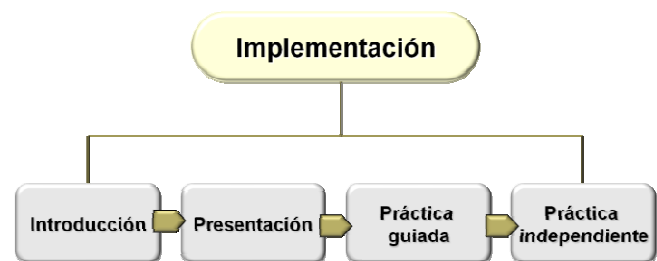 Implementación
Introducción
Presentación
Práctica
guiada
Práctica
independiente